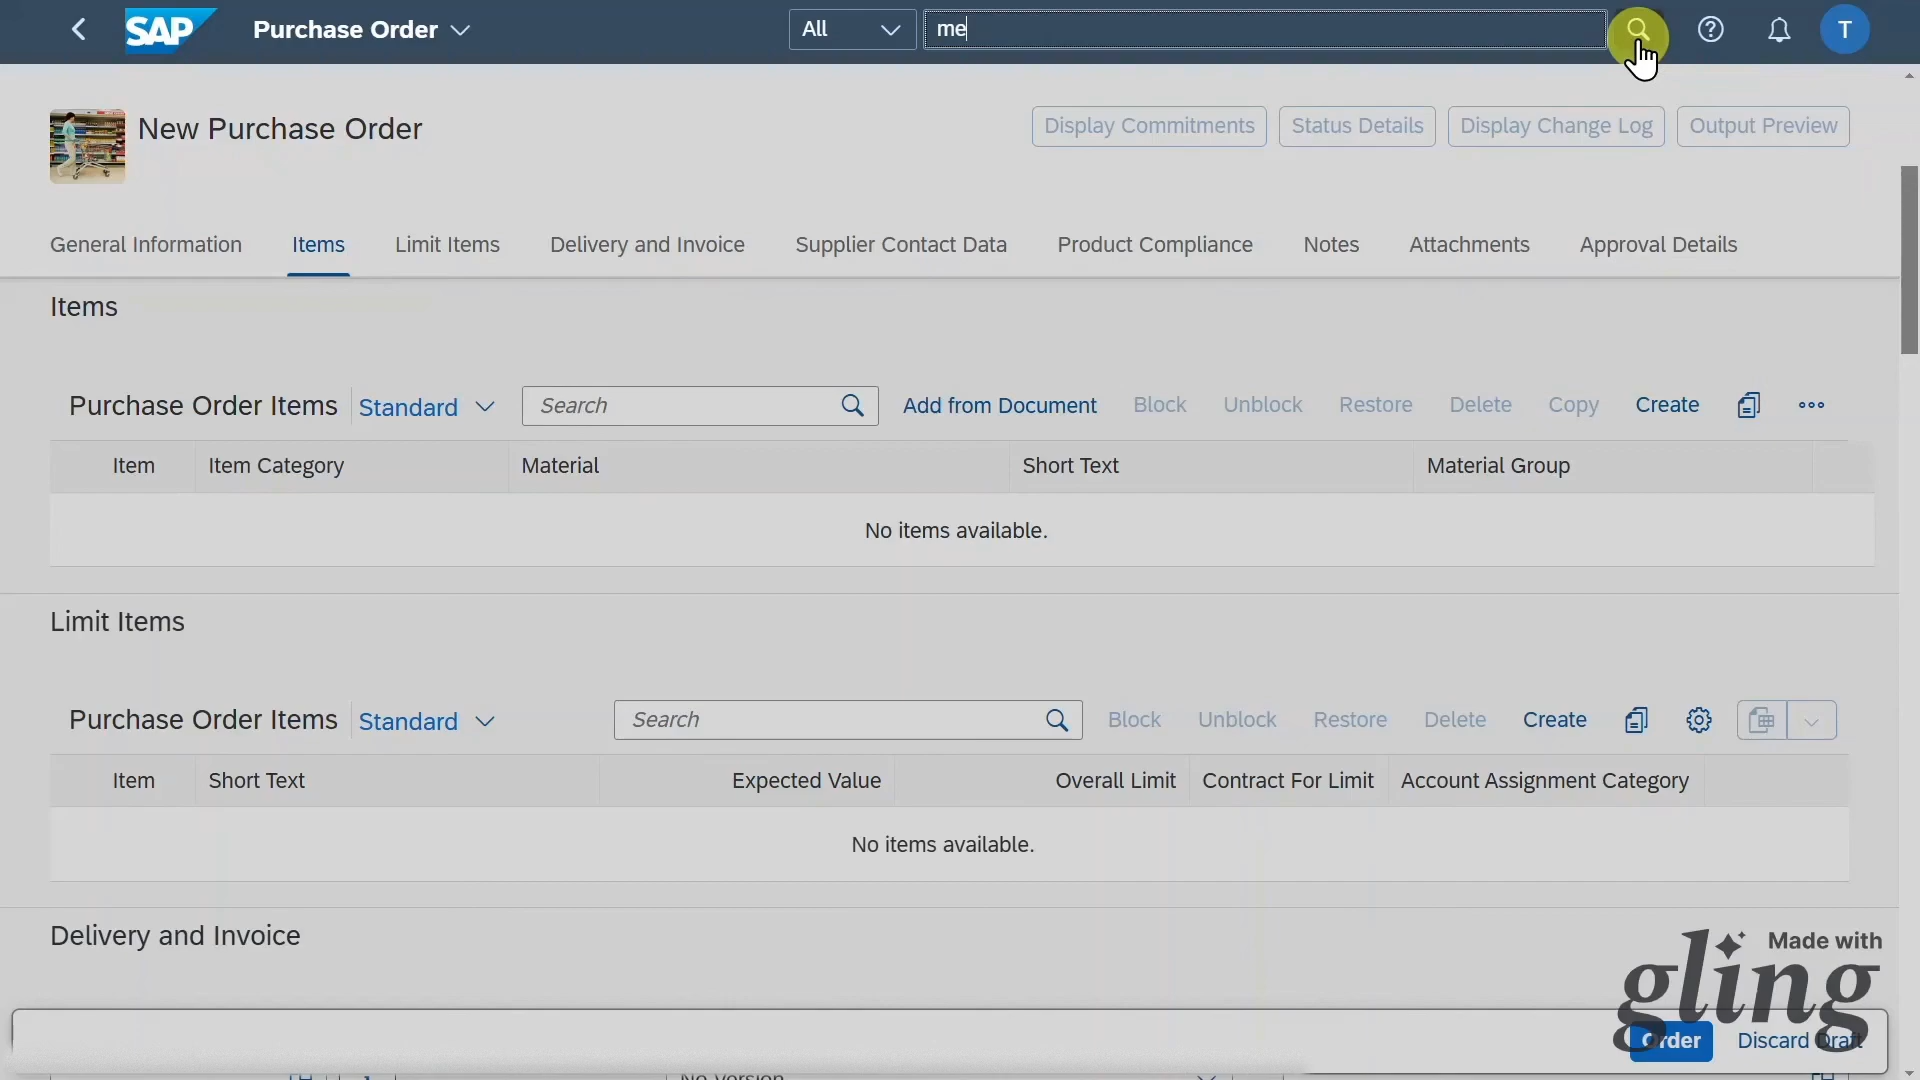 SAP Purchase Order All me T
New Purchase Order Display Commitments Status Details Display Change Log Output Preview
General Information Items Limit Items Delivery and Invoice Supplier Contact Data Product Compliance Notes Attachments Approval Details
Items
Purchase Order Items Standard Search Add from Document Block Unblock Restore Delete Copy Create
Item Item Category Material Short Text Material Group
No items available.
Limit Items
Purchase Order Items Standard Search Block Unblock Restore Delete Create
Item Short Text Expected Value Overall Limit Contract For Limit Account Assignment Category
No items available.
Delivery and Invoice
Made with
gling
Order Discard Draft
No Version